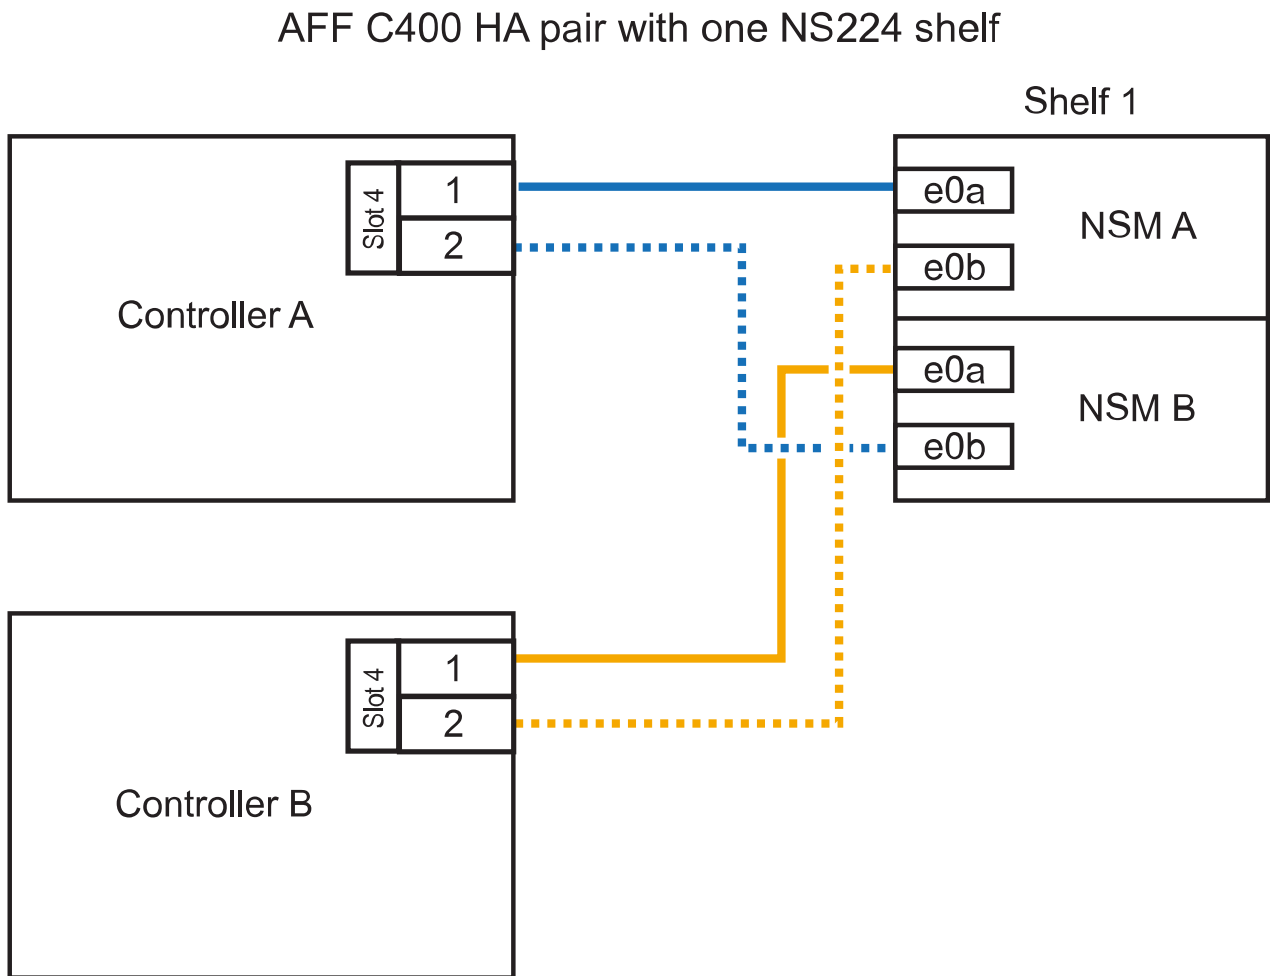 AFF C400 HA pair with one NS224 shelf
Shelf 1
Slot 4
1
2
Controller A
e0a
e0b
NSM A
e0a
e0b
NSM B
Slot 4
1
2
Controller B